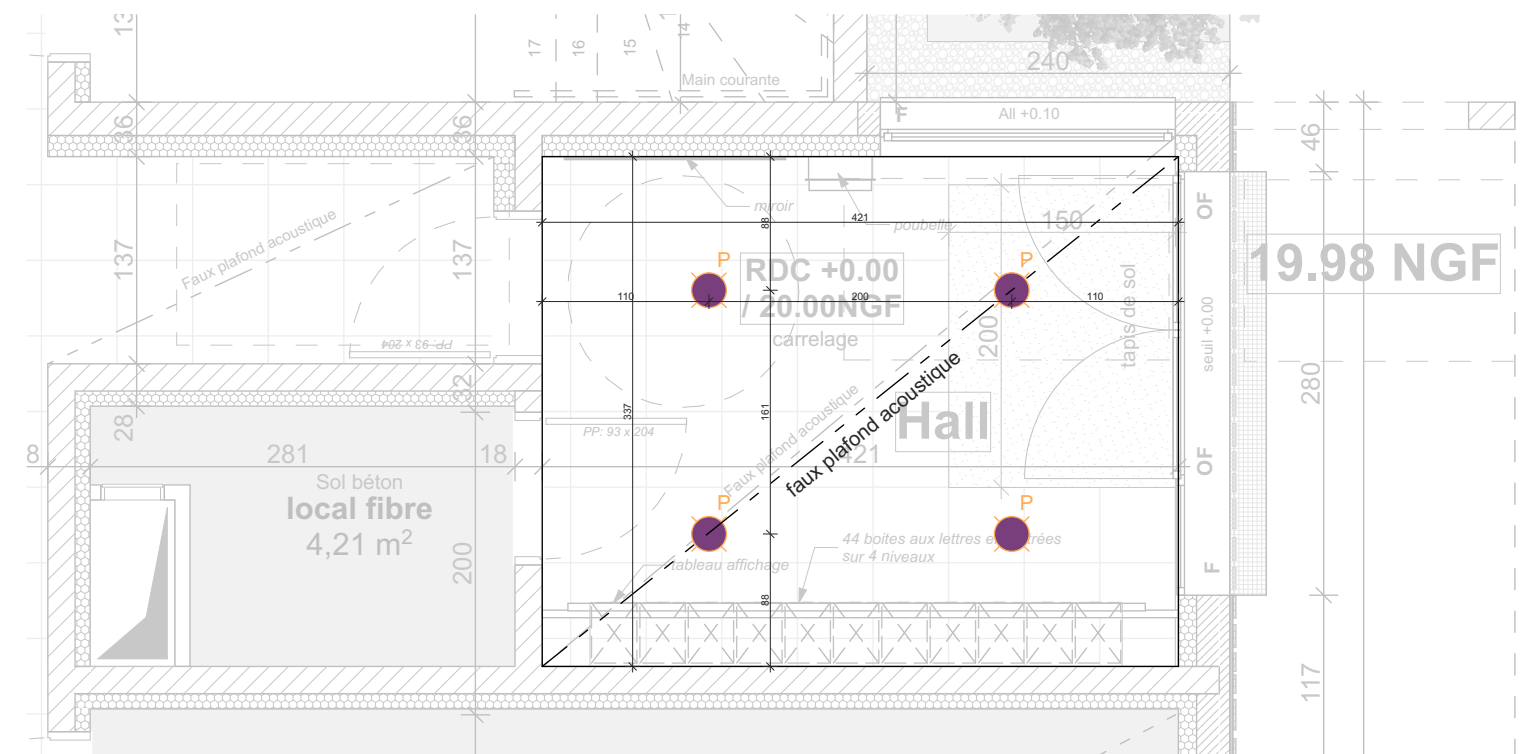 13
17
16
15
14
Main courante
240
F
All +0.10
36
36
46
miroir
poubelle
OF
88
421
150
Faux plafond acoustique
137
137
P
P
RDC +0.00
/ 20.00NGF
carrelage
110
200
110
200
tapis de sol
seuil +0.00
19.98 NGF
PP: 93 x 204
32
28
337
161
280
Faux plafond acoustique
faux plafond acoustique
Hall
PP: 93 x 204
8
281
18
421
OF
Sol béton
local fibre
4,21 m²
200
P
P
44 boites aux lettres
sur 4 niveaux
tableau affichage
F
88
117